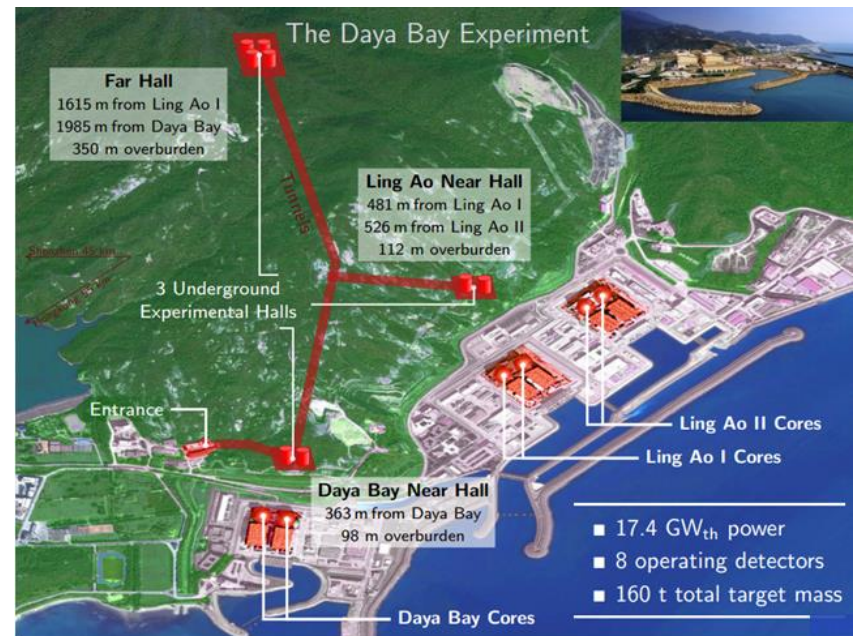 The Daya Bay Experiment
Far Hall
1615 m from Ling Ao I
1985 m from Daya Bay
350 m overburden
Ling Ao Near Hall
481 m from Ling Ao I
526 m from Ling Ao II
112 m overburden
Tunnels
Shenzhen 45 km
3 Underground
Experimental Halls
Entrance
Ling Ao II Cores
Ling Ao I Cores
Daya Bay Near Hall
363 m from Daya Bay
98 m overburden
Daya Bay Cores
■ 17.4 GWth power
■ 8 operating detectors
■ 160 t total target mass